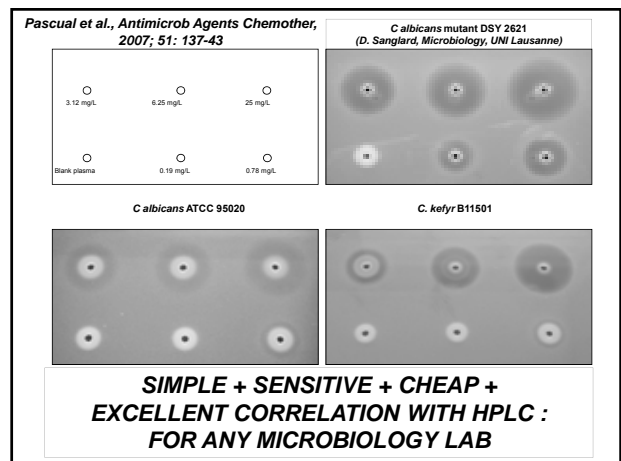 Pascual et al., Antimicrob Agents Chemother,
2007; 51: 137-43
C albicans mutant DSY 2621
(D. Sanglard, Microbiology, UNI Lausanne)
3.12 mg/L
6.25 mg/L
25 mg/L
Blank plasma
0.19 mg/L
0.78 mg/L
C albicans ATCC 95020
C. kefyr B11501
SIMPLE + SENSITIVE + CHEAP +
EXCELLENT CORRELATION WITH HPLC :
FOR ANY MICROBIOLOGY LAB